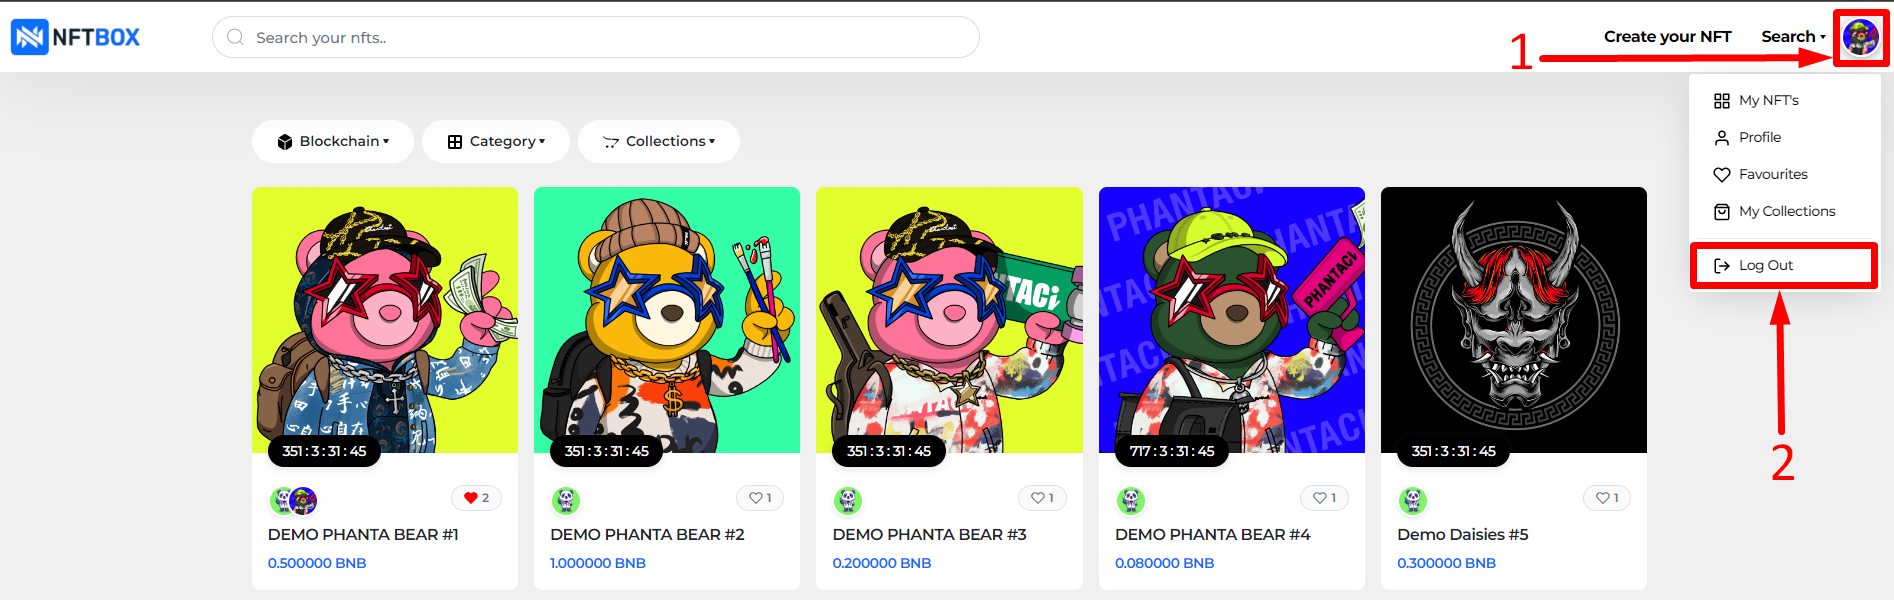 NFTBOX
Search your nfts..
Create your NFT
Search
1
My NFT's
Profile
Favourites
My Collections
Log Out
2
Blockchain
Category
Collections
PHANTACi
PHANTACi
351 : 3 : 31 : 45
351 : 3 : 31 : 45
351 : 3 : 31 : 45
717 : 3 : 31 : 45
351 : 3 : 31 : 45
2
1
1
1
1
DEMO PHANTA BEAR #1
DEMO PHANTA BEAR #2
DEMO PHANTA BEAR #3
DEMO PHANTA BEAR #4
Demo Daisies #5
0.500000 BNB
1.000000 BNB
0.200000 BNB
0.080000 BNB
0.300000 BNB